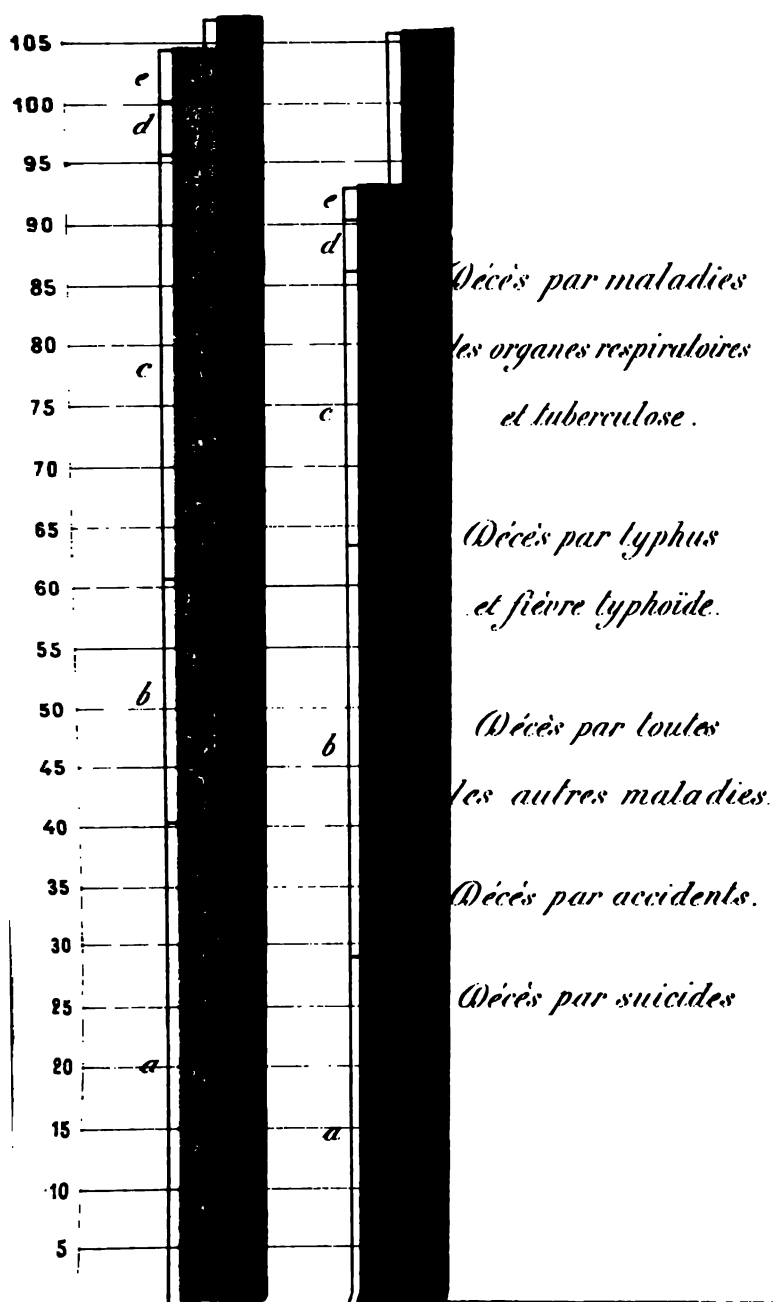 105
e
100
d
95
90
e
d
85
80
c
75
c
70
65
60
55
50
b
b
45
40
35
30
25
20
a
15
a
10
5
Décès par maladies
des organes respiratoires
et tuberculose.
Décès par typhus
et fièvre typhoïde.
Décès par toutes
les autres maladies.
Décès par accidents.
Décès par suicides